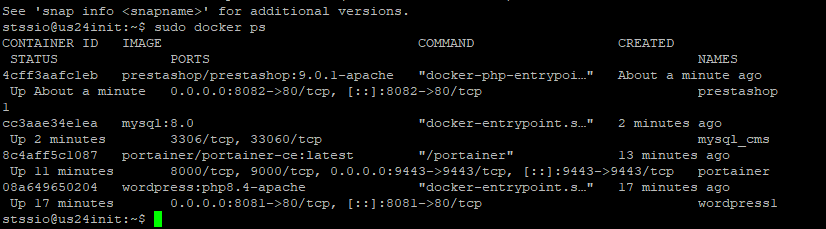 See 'snap info <snapname>' for additional versions.
stssio@us24init:~$ sudo docker ps
CONTAINER ID   IMAGE                              COMMAND                  CREATED
 STATUS              PORTS                                                             NAMES
4cff3aafc1eb   prestashop/prestashop:9.0.1-apache   "docker-php-entrypoi…"   About a minute ago
 Up About a minute   0.0.0.0:8082->80/tcp, [::]:8082->80/tcp                           prestashop
1
cc3aae34e1ea   mysql:8.0                          "docker-entrypoint.s…"   2 minutes ago
 Up 2 minutes        3306/tcp, 33060/tcp                                               mysql_cms
8c4aff5c1087   portainer/portainer-ce:latest      "/portainer"             13 minutes ago
 Up 11 minutes       8000/tcp, 9000/tcp, 0.0.0.0:9443->9443/tcp, [::]:9443->9443/tcp   portainer
08a649650204   wordpress:php8.4-apache            "docker-entrypoint.s…"   17 minutes ago
 Up 17 minutes       0.0.0.0:8081->80/tcp, [::]:8081->80/tcp                           wordpress1
stssio@us24init:~$